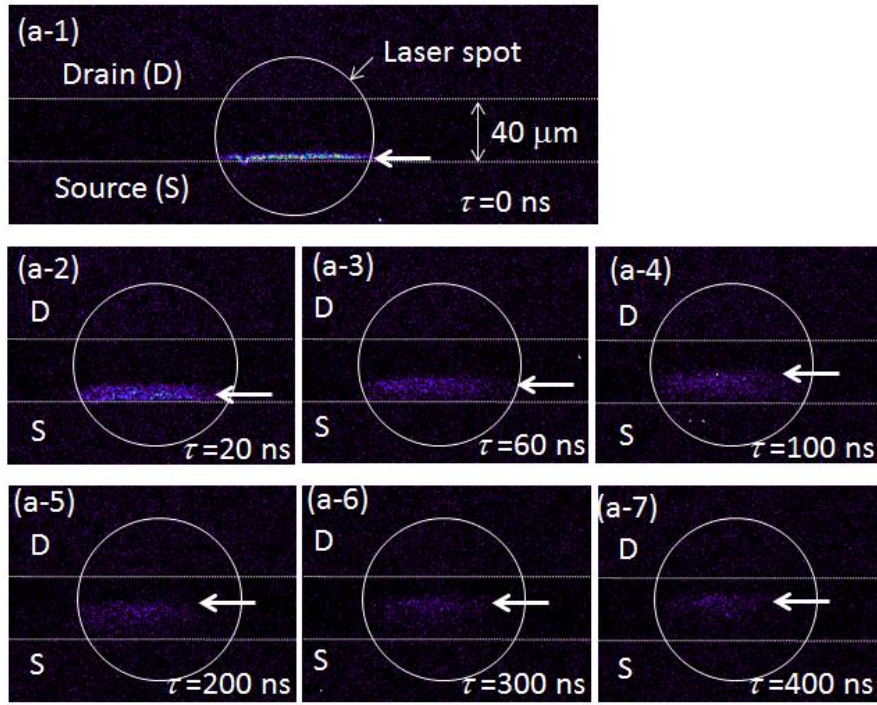 (a-1)
Drain (D)
Laser spot
40 μm
Source (S)
τ=0 ns
(a-2)
D
S
τ=20 ns
(a-3)
D
S
τ=60 ns
(a-4)
D
S
τ=100 ns
(a-5)
D
S
τ=200 ns
(a-6)
D
S
τ=300 ns
(a-7)
D
S
τ=400 ns